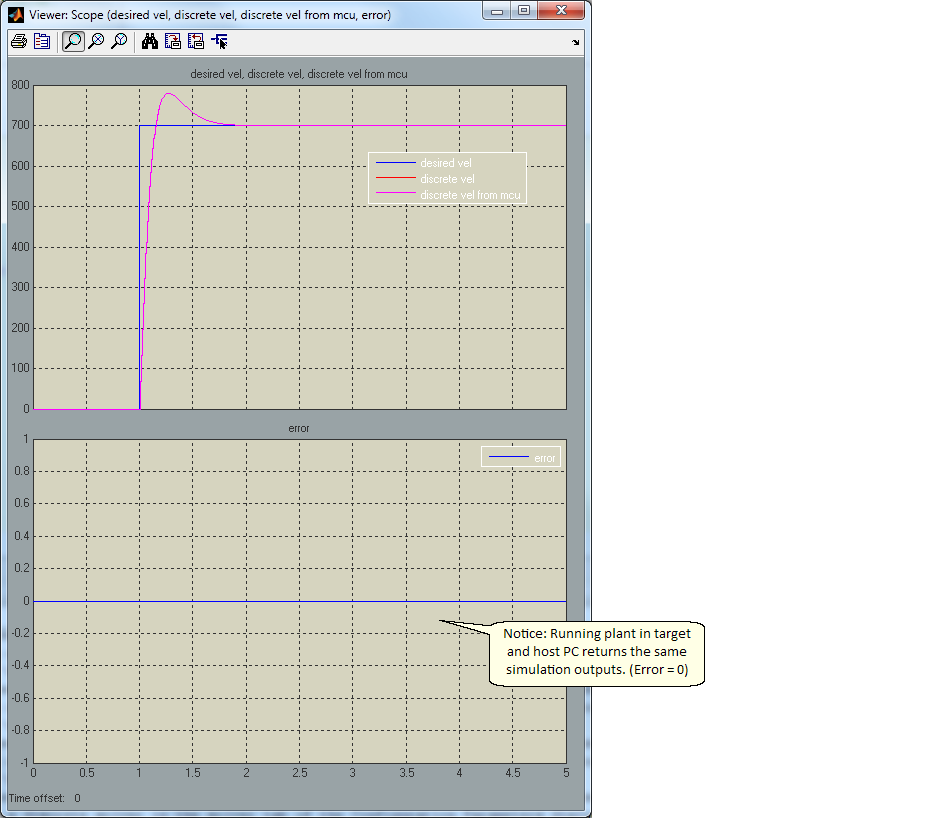 Viewer: Scope (desired vel, discrete vel, discrete vel from mcu, error)
desired vel, discrete vel, discrete vel from mcu
800
700
600
500
400
300
200
100
0
desired vel
discrete vel
discrete vel from mcu
error
1
0.8
0.6
0.4
0.2
0
-0.2
-0.4
-0.6
-0.8
-1
error
Notice: Running plant in target
and host PC returns the same
simulation outputs. (Error = 0)
0 0.5 1 1.5 2 2.5 3 3.5 4 4.5 5
Time offset: 0